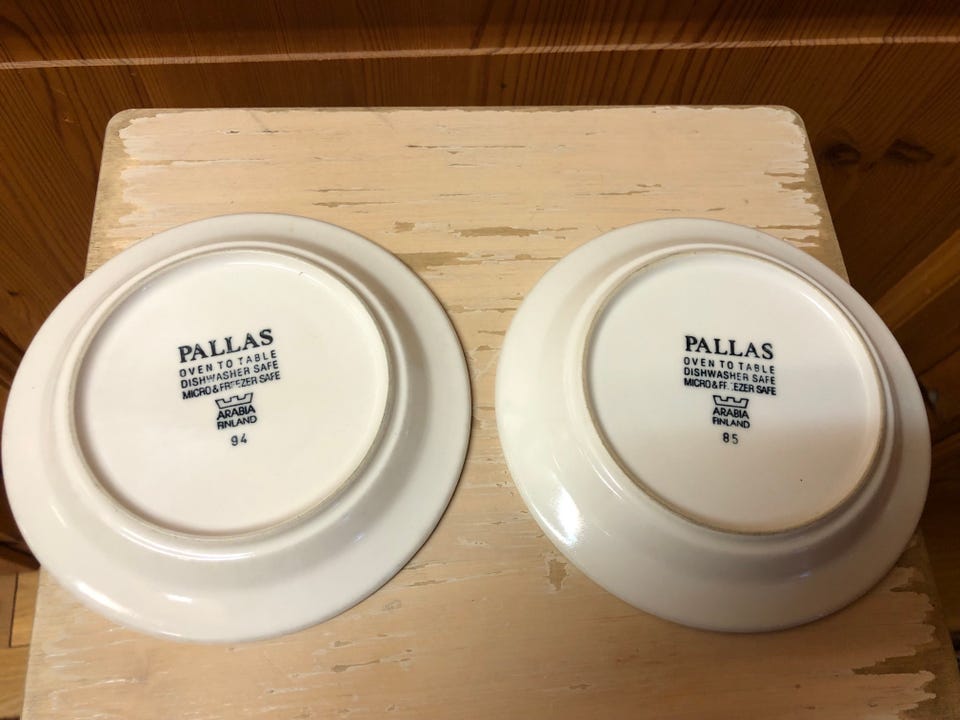 PALLAS
OVEN TO TABLE
DISHWASHER SAFE
MICRO & FREEZER SAFE
ARABIA
FINLAND
94
PALLAS
OVEN TO TABLE
DISHWASHER SAFE
MICRO & FREEZER SAFE
ARABIA
FINLAND
85